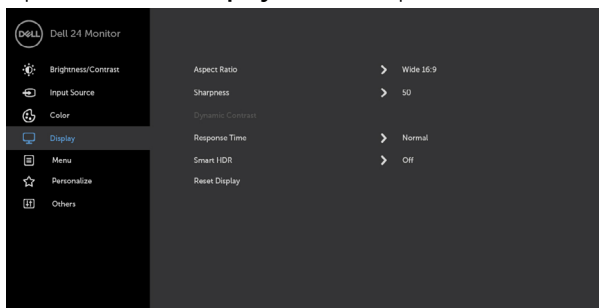 DELL Dell 24 Monitor
Brightness/Contrast
Input Source
Color
Display
Menu
Personalize
Others
Aspect Ratio Wide 16:9
Sharpness 50
Dynamic Contrast
Response Time Normal
Smart HDR Off
Reset Display